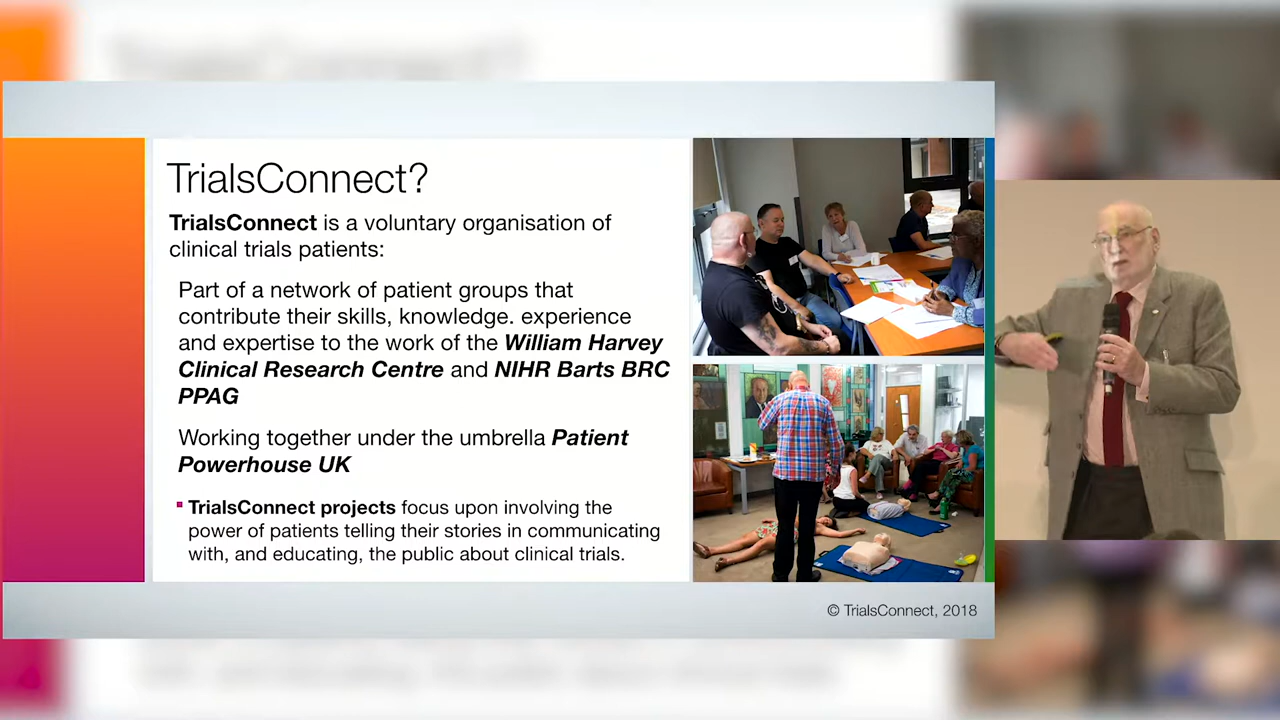 TrialsConnect?
TrialsConnect is a voluntary organisation of
clinical trials patients:
Part of a network of patient groups that
contribute their skills, knowledge. experience
and expertise to the work of the William Harvey
Clinical Research Centre and NIHR Barts BRC
PPAG
Working together under the umbrella Patient
Powerhouse UK
TrialsConnect projects focus upon involving the
power of patients telling their stories in communicating
with, and educating, the public about clinical trials.
© TrialsConnect, 2018